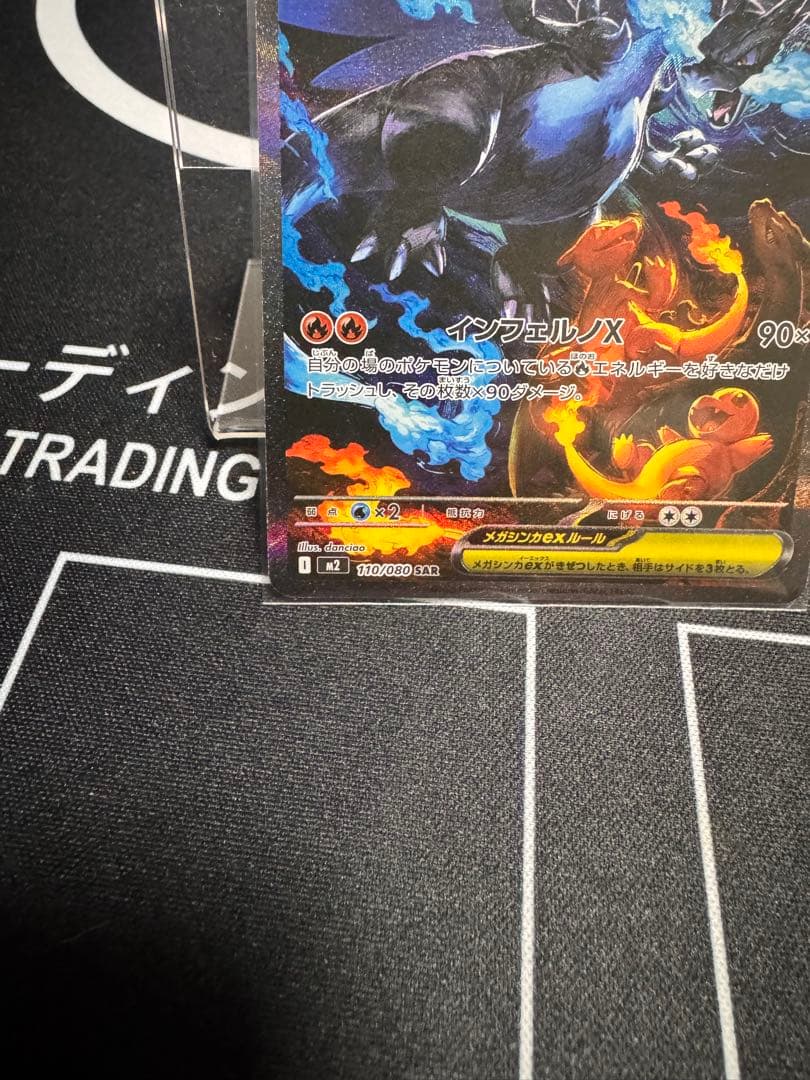 インフェルノX 90×
自分の場のポケモンについているエネルギーを好きなだけ
トラッシュし、その枚数×90ダメージ。
弱点 ×2 抵抗力 にげる
メガシンカexルール
メガシンカexがきぜつしたとき、相手はサイドを3枚とる。
illus. danciao
I M2 110/080 SAR
ーディン
TRADING